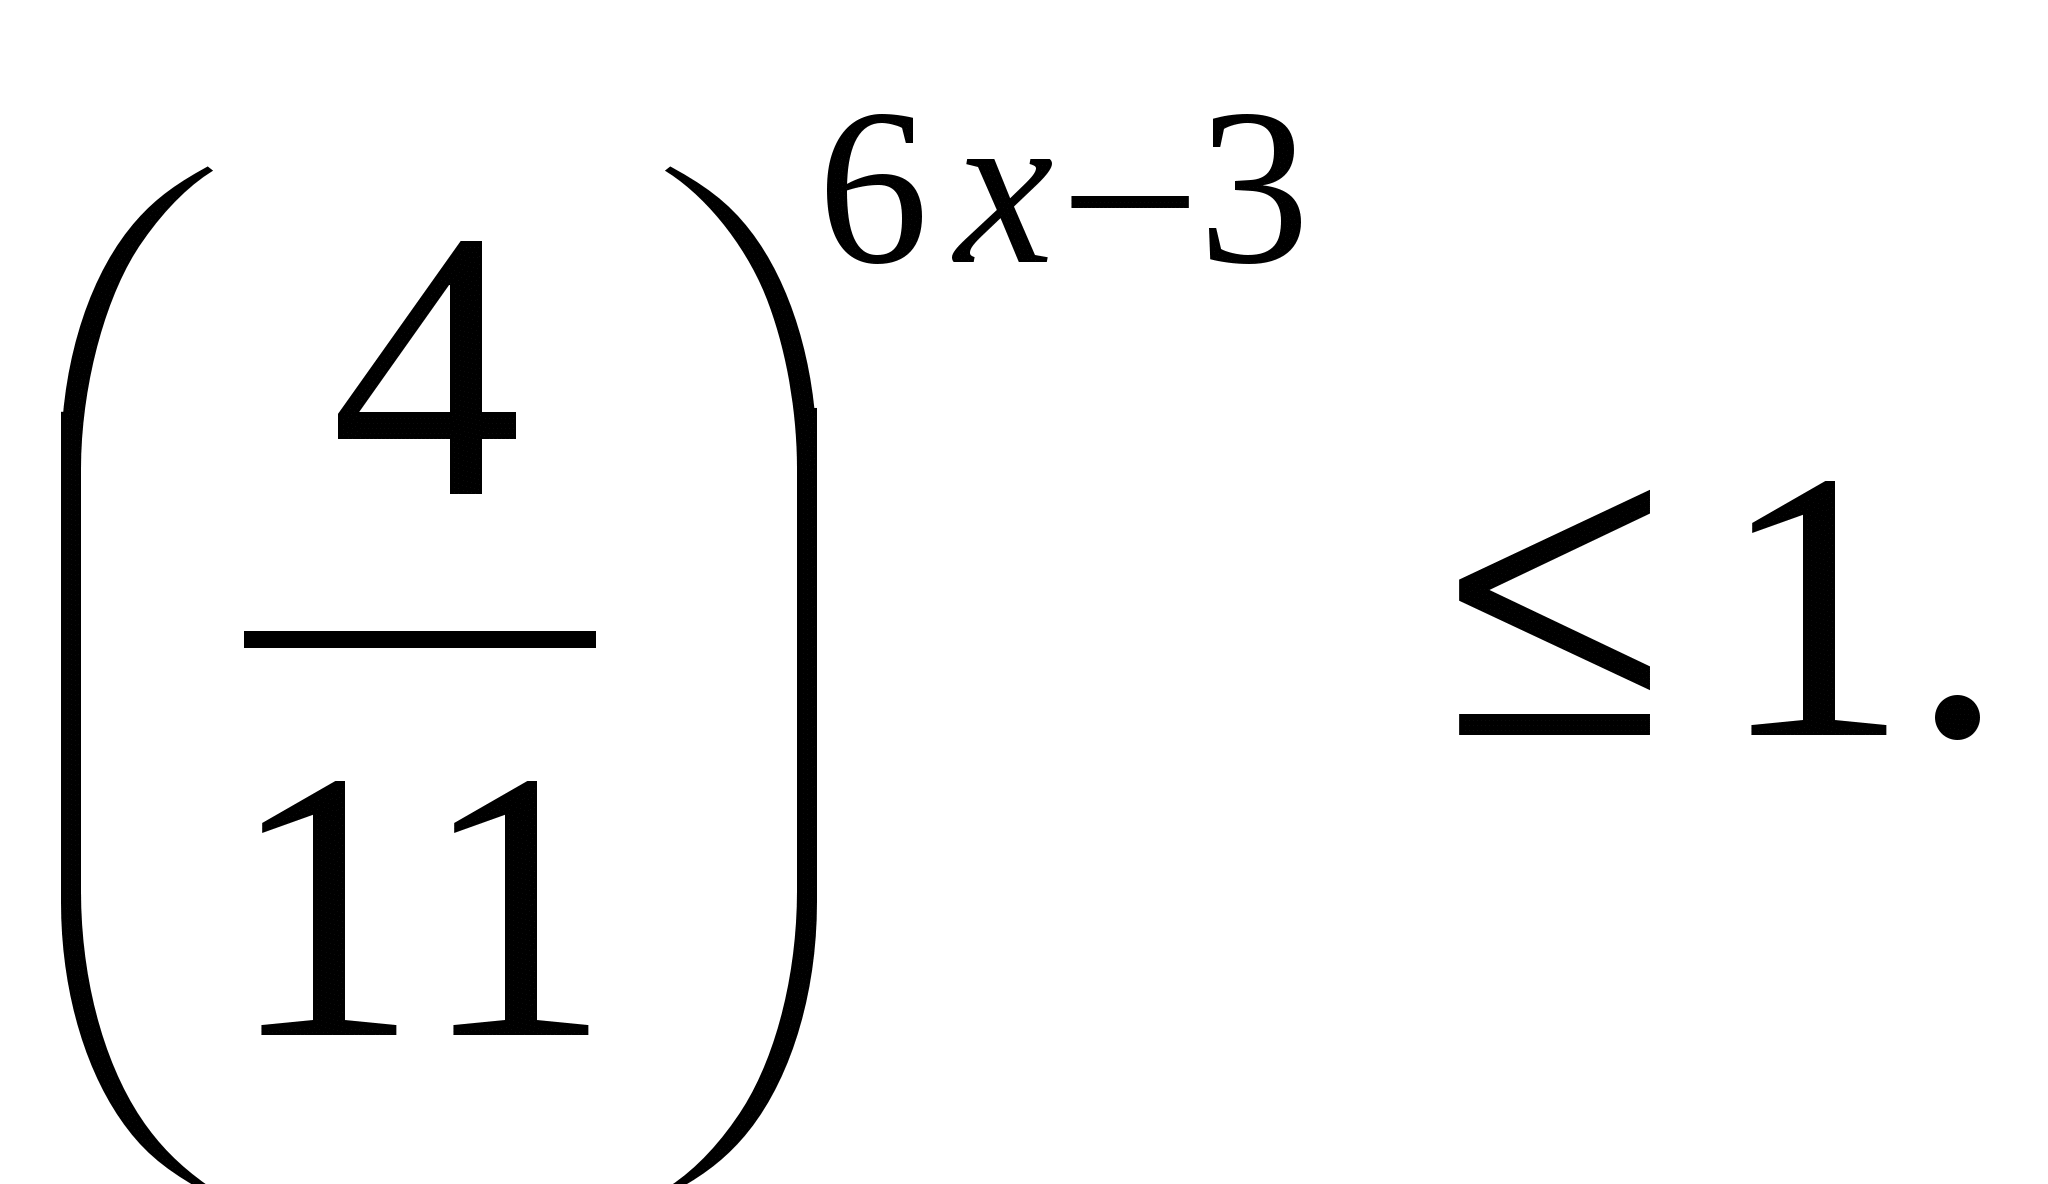 (4/11)^(6x–3) ≤ 1.